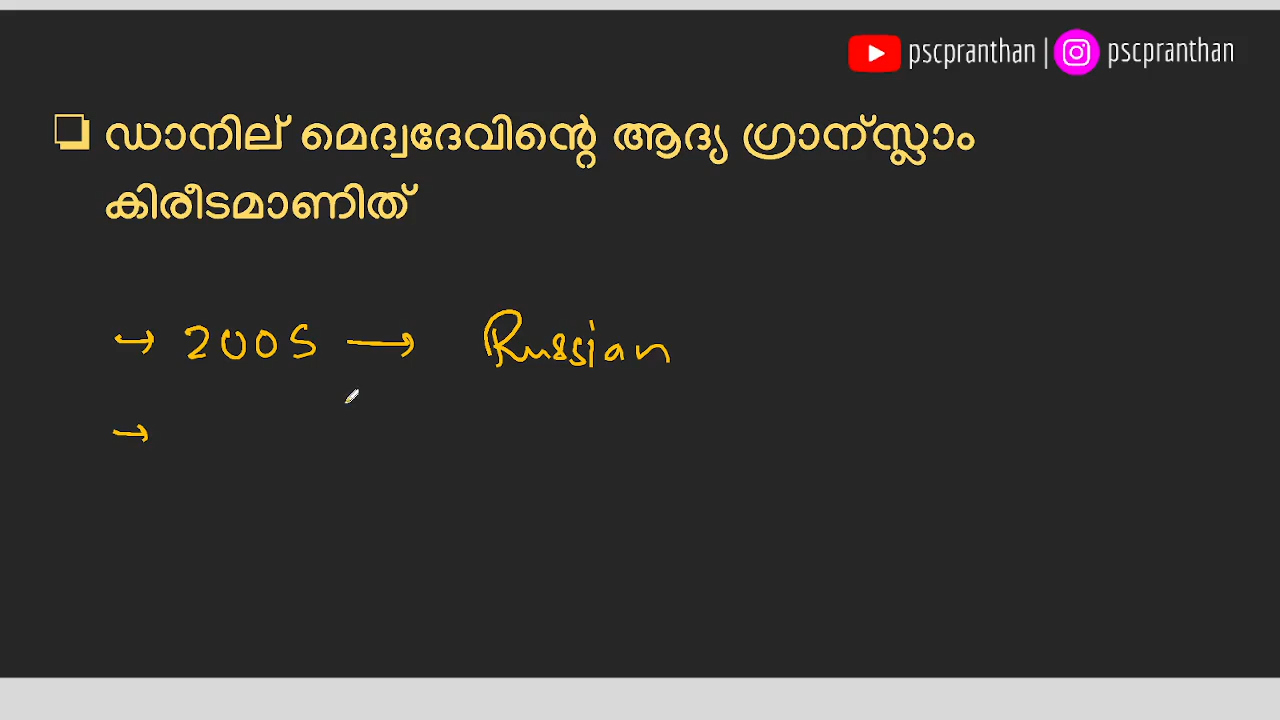 pscpranthan | pscpranthan
❑ ഡാനില് മെദ്വദേവിന്റെ ആദ്യ ഗ്രാന്സ്ലാം
കിരീടമാണിത്
→ 2005 → Russian
→